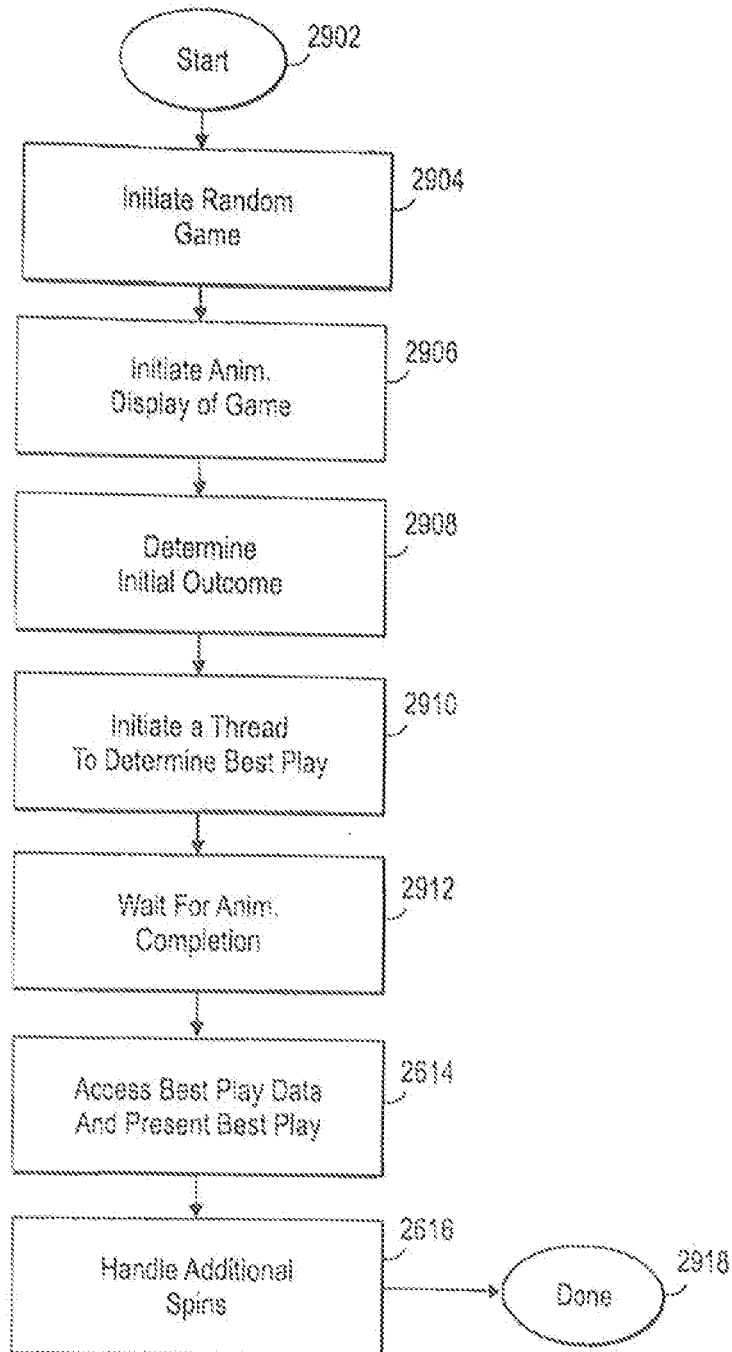 Start
2902
Initiate Random
Game
2904
Initiate Anim.
Display of Game
2906
Determine
Initial Outcome
2908
Initiate a Thread
To Determine Best Play
2910
Wait For Anim.
Completion
2912
Access Best Play Data
And Present Best Play
2614
Handle Additional
Spins
2616
Done
2918